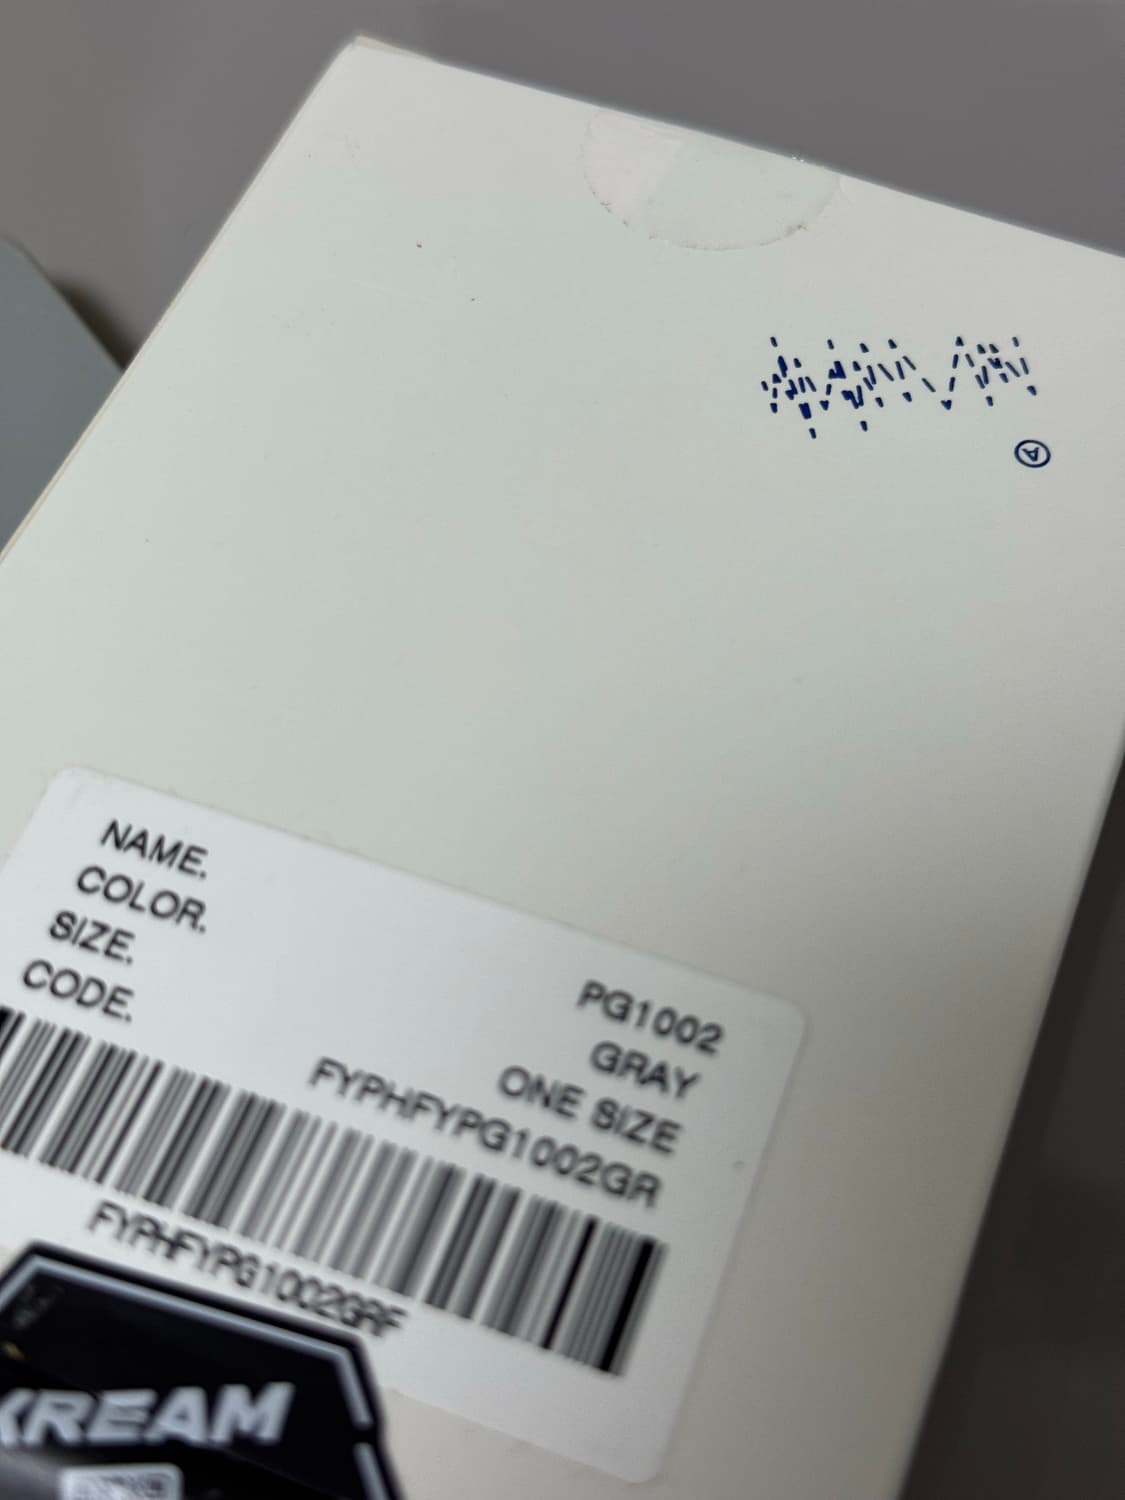 Ⓐ
NAME. PG1002
COLOR. GRAY
SIZE. ONE SIZE
CODE. FYPHFYPG1002GR
FYPHFYPG1002GRF
KREAM